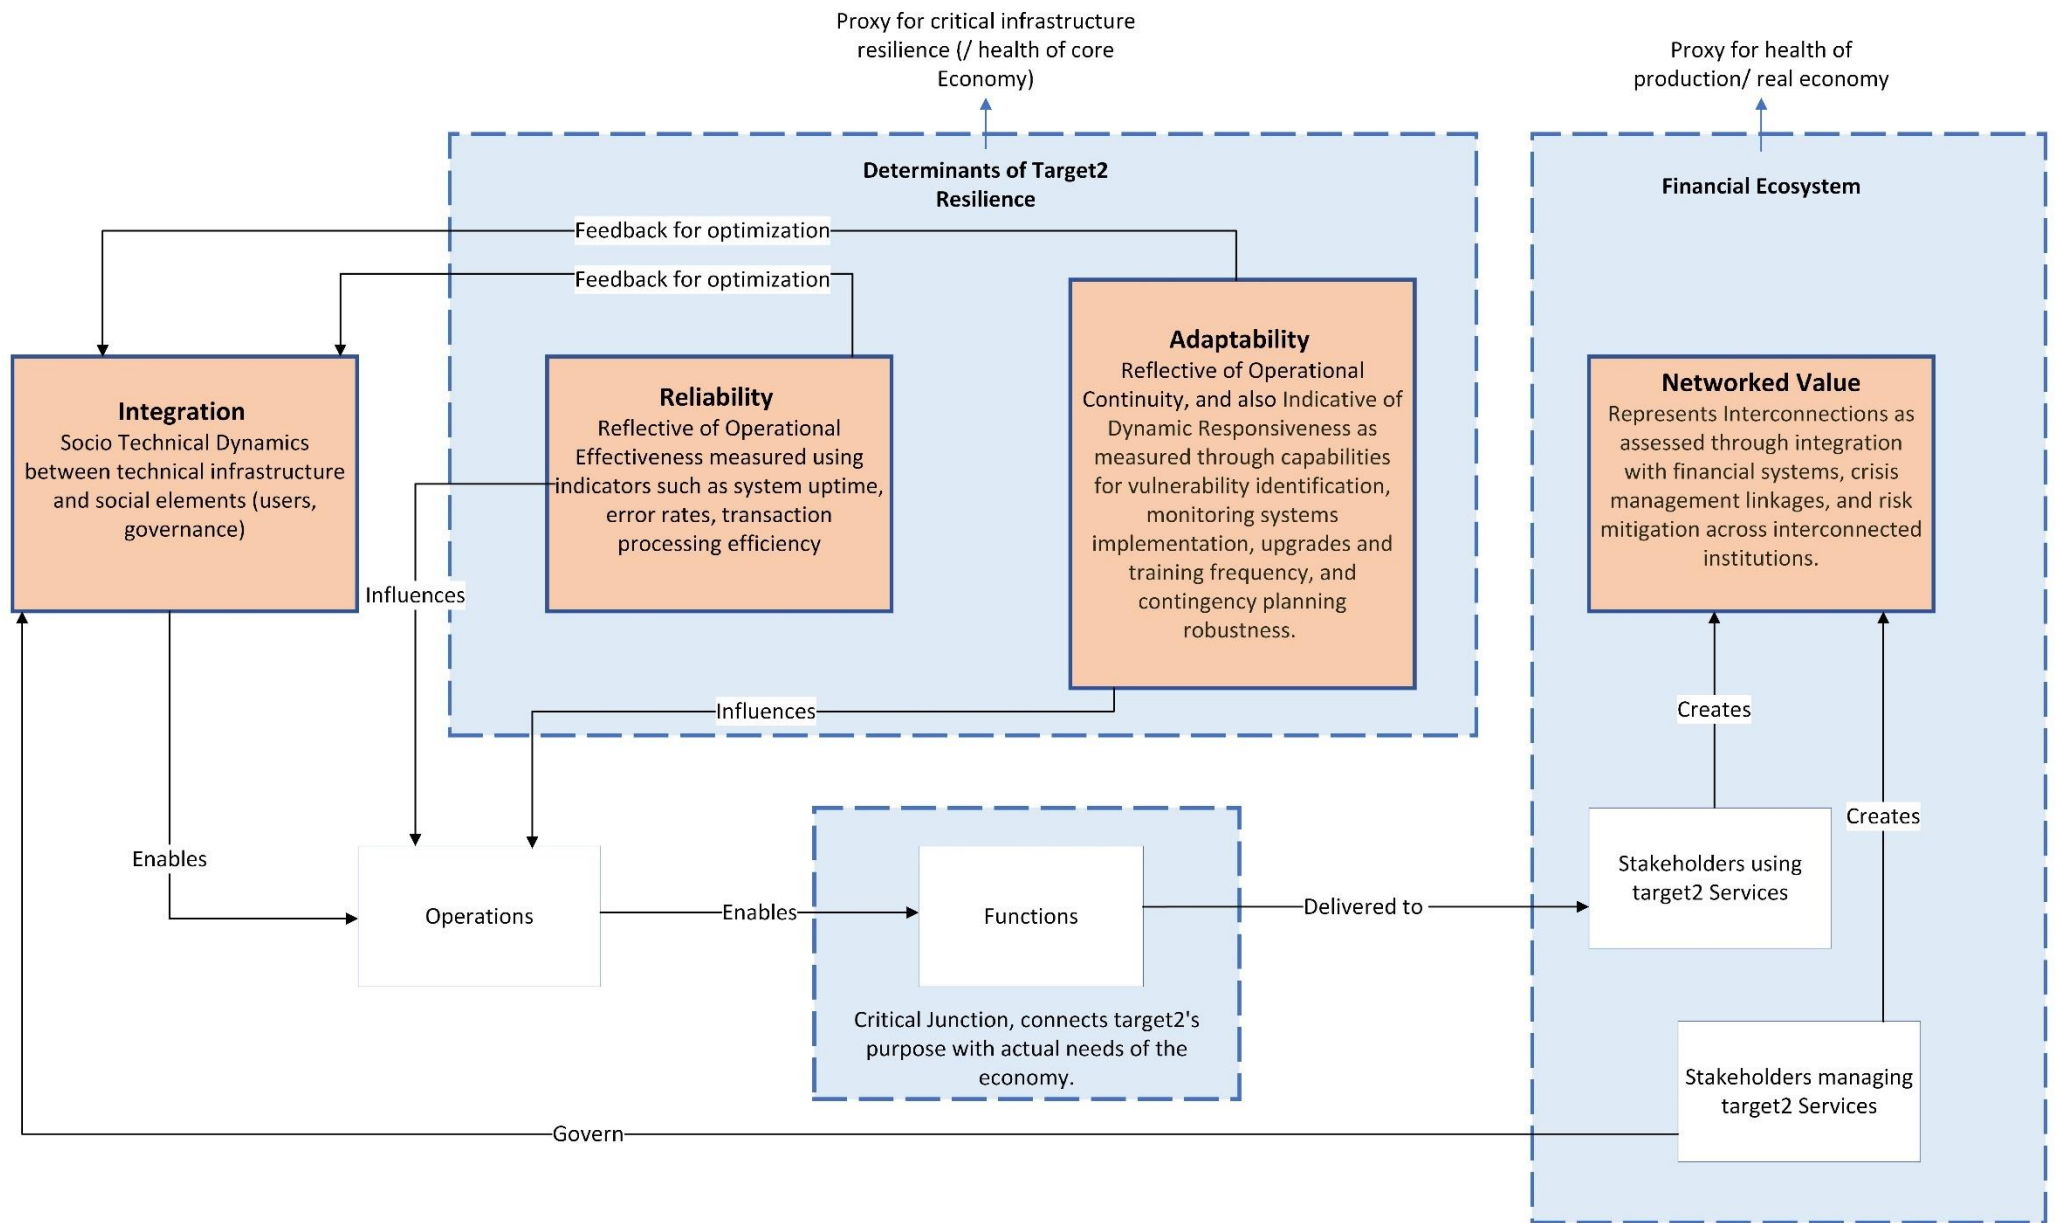 Proxy for critical infrastructure
resilience (/ health of core
Economy)
Proxy for health of
production/ real economy
Determinants of Target2
Resilience
Financial Ecosystem
Feedback for optimization
Feedback for optimization
Integration
Socio Technical Dynamics
between technical infrastructure
and social elements (users,
governance)
Reliability
Reflective of Operational
Effectiveness measured using
indicators such as system uptime,
error rates, transaction
processing efficiency
Adaptability
Reflective of Operational
Continuity, and also Indicative of
Dynamic Responsiveness as
measured through capabilities
for vulnerability identification,
monitoring systems
implementation, upgrades and
training frequency, and
contingency planning
robustness.
Networked Value
Represents Interconnections as
assessed through integration
with financial systems, crisis
management linkages, and risk
mitigation across interconnected
institutions.
Influences
Influences
Creates
Creates
Enables
Operations
Enables
Functions
Delivered to
Stakeholders using
target2 Services
Critical Junction, connects target2's
purpose with actual needs of the
economy.
Stakeholders managing
target2 Services
Govern